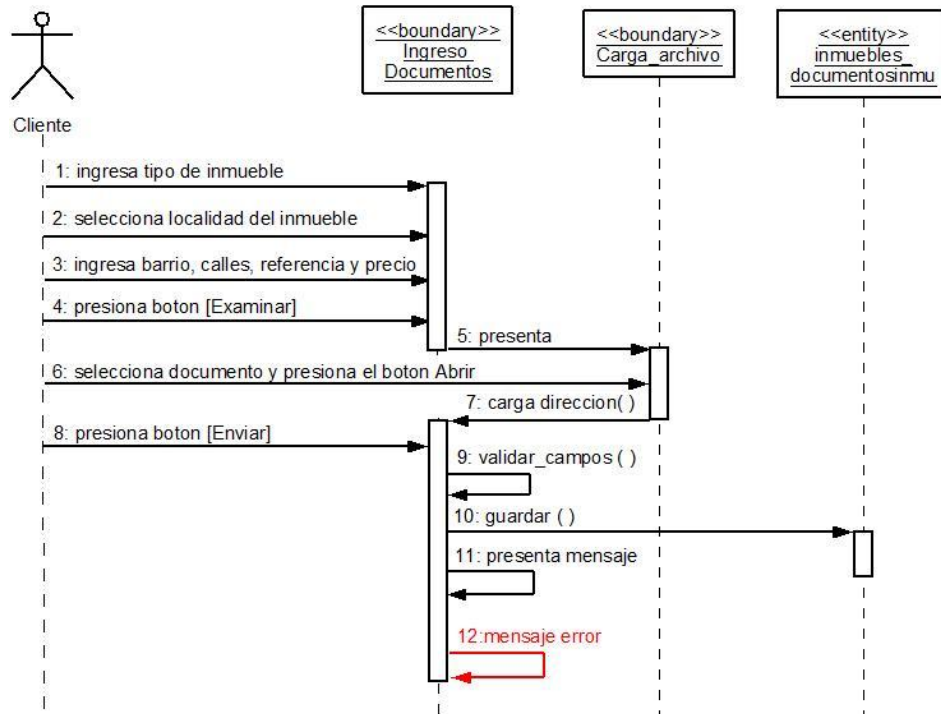 <<boundary>>
Ingreso_
Documentos
<<boundary>>
Carga_archivo
<<entity>>
inmuebles_
documentosinmu
Cliente
1: ingresa tipo de inmueble
2: selecciona localidad del inmueble
3: ingresa barrio, calles, referencia y precio
4: presiona boton [Examinar]
5: presenta
6: selecciona documento y presiona el boton Abrir
7: carga direccion( )
8: presiona boton [Enviar]
9: validar_campos ( )
10: guardar ( )
11: presenta mensaje
12:mensaje error